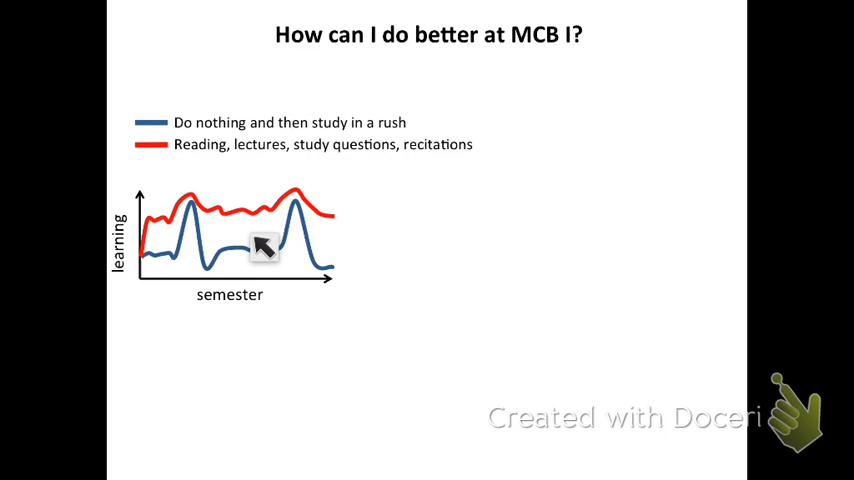 How can I do better at MCB I?
Do nothing and then study in a rush
Reading, lectures, study questions, recitations
learning
semester
Created with Doceri